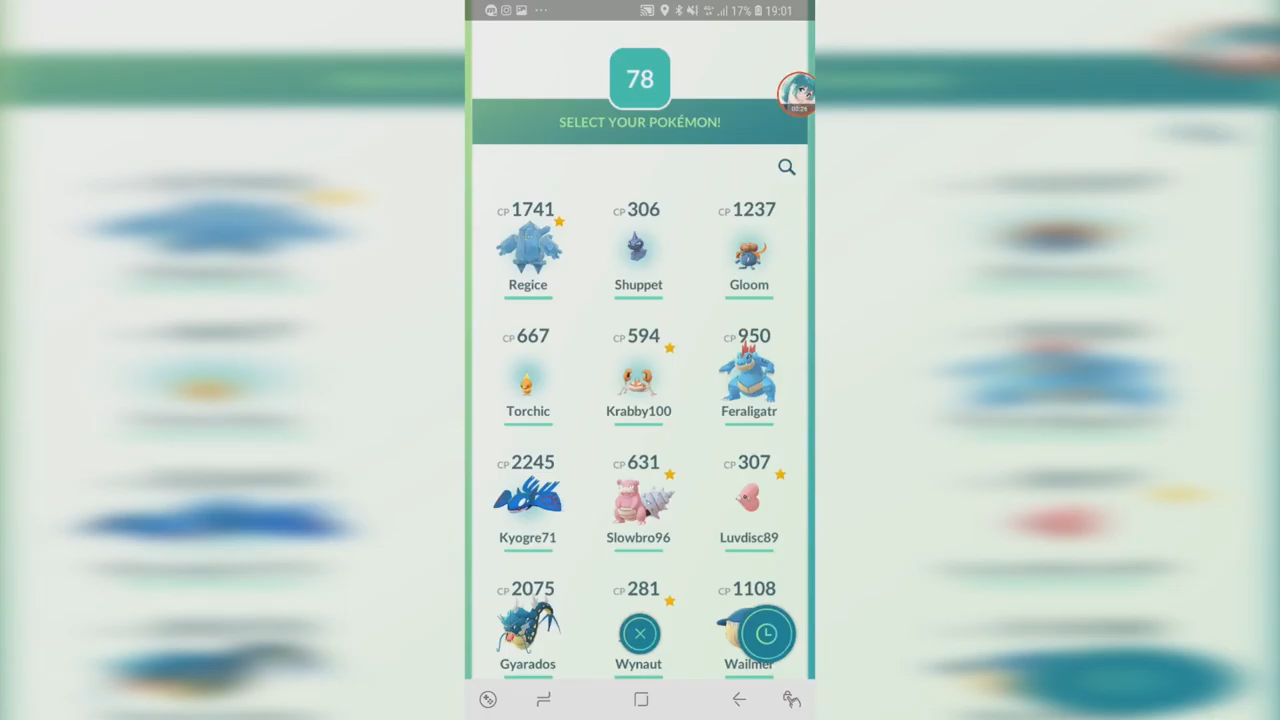 17% 19:01
78
SELECT YOUR POKÉMON!
00:26
CP 1741 CP 306 CP 1237
Regice Shuppet Gloom
CP 667 CP 594 CP 950
Torchic Krabby100 Feraligatr
CP 2245 CP 631 CP 307
Kyogre71 Slowbro96 Luvdisc89
CP 2075 CP 281 CP 1108
Gyarados Wynaut Wailmer